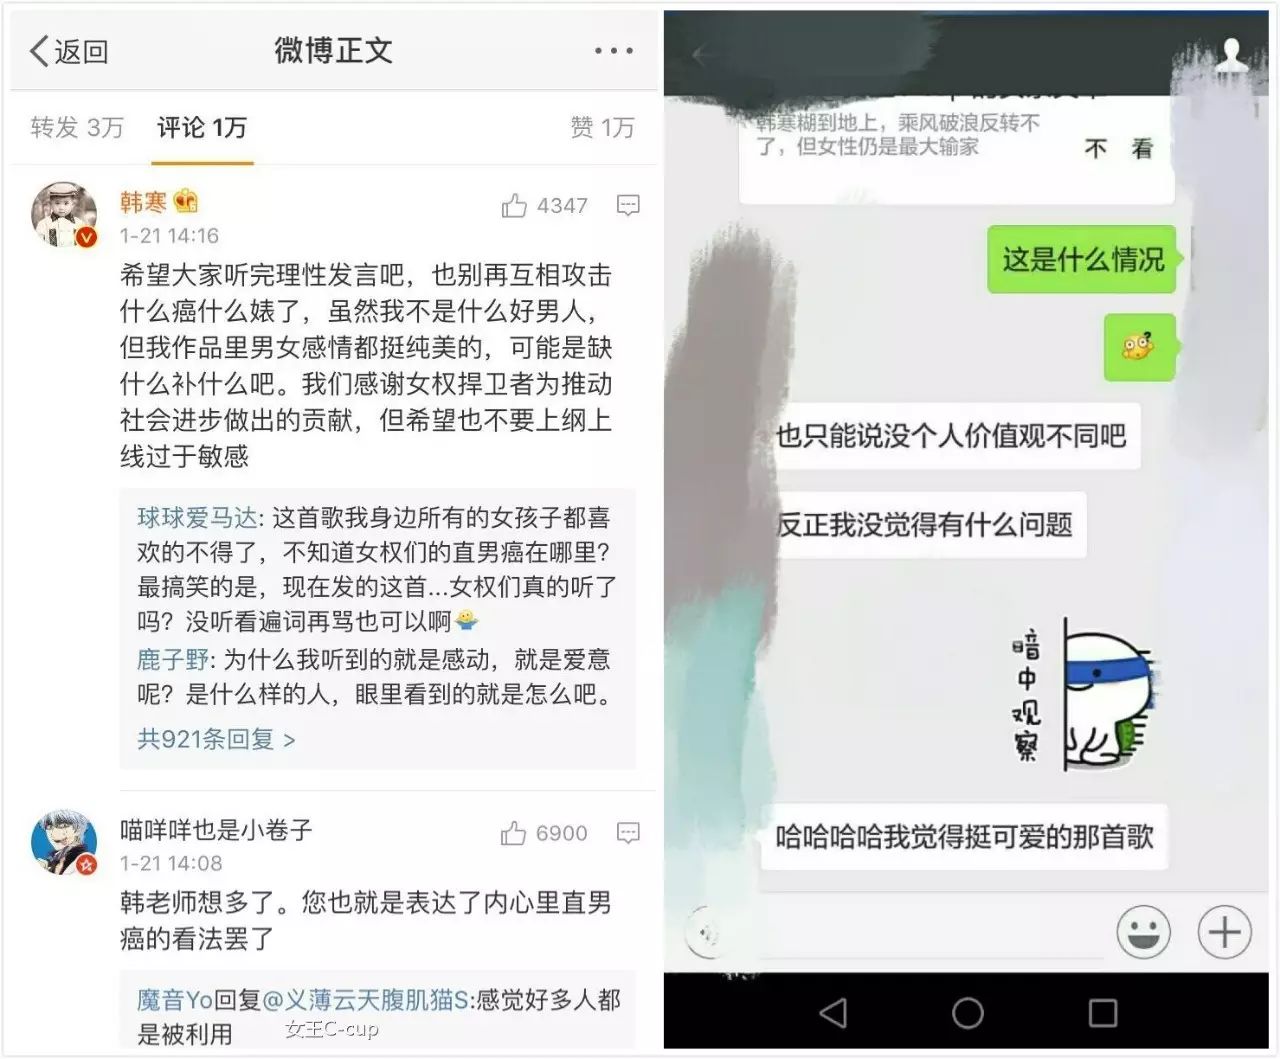 返回
微博正文
转发 3万
评论 1万
赞 1万
韩寒
4347
1-21 14:16
希望大家听完理性发言吧，也别再互相攻击
什么癌什么婊了，虽然我不是什么好男人，
但我作品里男女感情都挺纯美的，可能是缺
什么补什么吧。我们感谢女权捍卫者为推动
社会进步做出的贡献，但希望也不要上纲上
线过于敏感
球球爱马达: 这首歌我身边所有的女孩子都喜
欢的不得了，不知道女权们的直男癌在哪里？
最搞笑的是，现在发的这首...女权们真的听了
吗？没听看遍词再骂也可以啊
鹿子野: 为什么我听到的就是感动，就是爱意
呢？是什么样的人，眼里看到的就是怎么吧。
共921条回复 >
喵咩咩也是小卷子
6900
1-21 14:08
韩老师想多了。您也就是表达了内心里直男
癌的看法罢了
魔音Yo回复@义薄云天腹肌猫S:感觉好多人都
是被利用
女王C-cup
韩寒糊到地上，乘风破浪反转不
了，但女性仍是最大输家
不 看
这是什么情况
也只能说没个人价值观不同吧
反正我没觉得有什么问题
暗中观察
哈哈哈哈我觉得挺可爱的那首歌